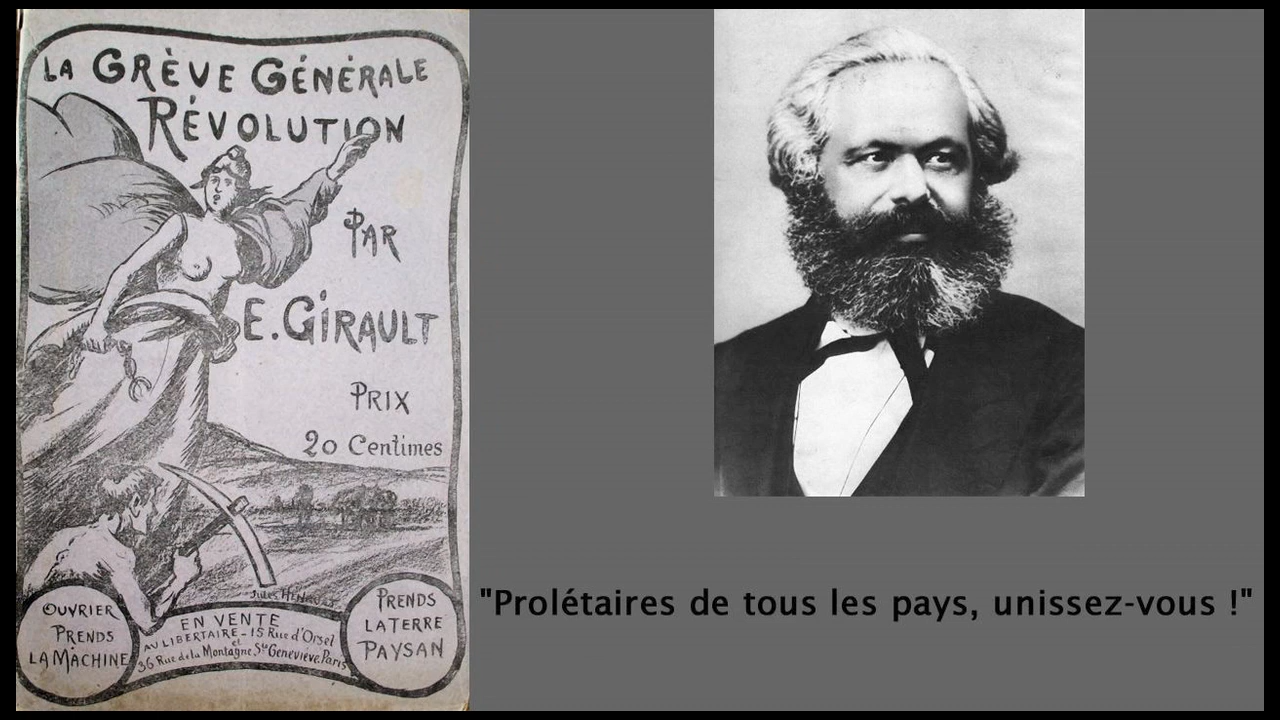 LA GRÈVE GÉNÉRALE
RÉVOLUTION
PAR
E. GIRAULT
PRIX
20 Centimes
Jules Hénault
OUVRIER
PRENDS
LA MACHINE
EN VENTE
AU LIBERTAIRE - 15 Rue d'Orsel
et
36 Rue de la Montagne Ste Geneviève. Paris
PRENDS
LA TERRE
PAYSAN
"Prolétaires de tous les pays, unissez-vous !"